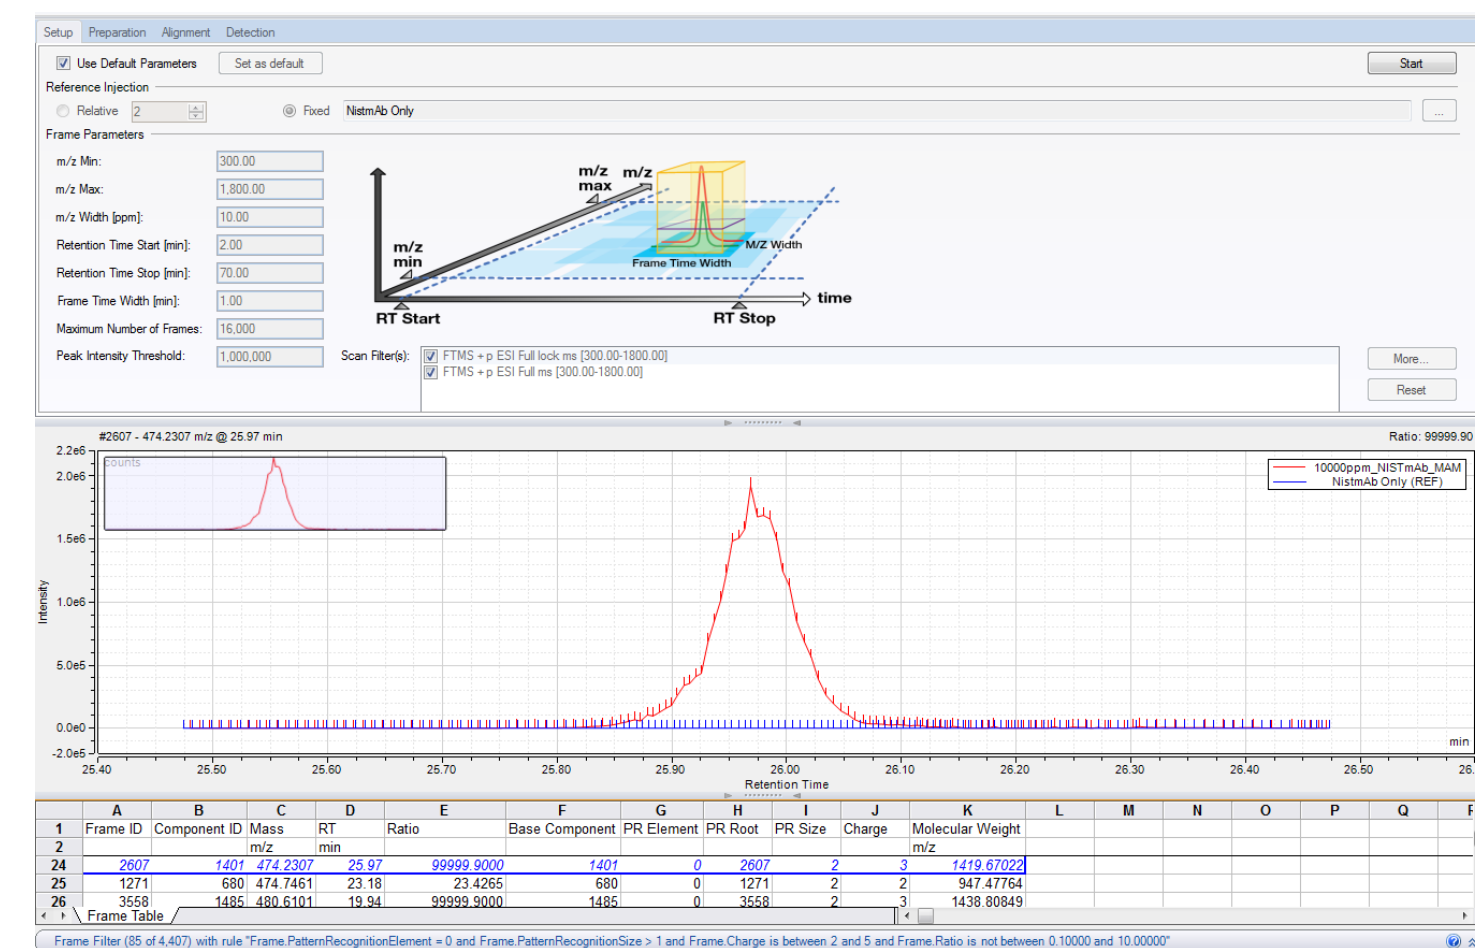 Setup Preparation Alignment Detection
Use Default Parameters Set as default Start
Reference Injection
Relative 2 Fixed NistmAb Only ...
Frame Parameters
m/z Min: 300.00
m/z Max: 1,800.00
m/z Width [ppm]: 10.00
Retention Time Start [min]: 2.00
Retention Time Stop [min]: 70.00
Frame Time Width [min]: 1.00
Maximum Number of Frames: 16,000
Peak Intensity Threshold: 1,000,000
m/z max
m/z
m/z min
M/Z Width
Frame Time Width
time
RT Start
RT Stop
Scan Filter(s): FTMS + p ESI Full lock ms [300.00-1800.00]
FTMS + p ESI Full ms [300.00-1800.00]
More...
Reset
#2607 - 474.2307 m/z @ 25.97 min Ratio: 99999.90
counts
10000ppm_NISTmAb_MAM
NistmAb Only (REF)
Intensity
2.2e6
2.0e6
1.5e6
1.0e6
5.0e5
0.0e0
-2.0e5
min
25.40 25.50 25.60 25.70 25.80 25.90 26.00 26.10 26.20 26.30 26.40 26.50 26.
Retention Time
A B C D E F G H I J K L M N O P Q
1 Frame ID Component ID Mass RT Ratio Base Component PR Element PR Root PR Size Charge Molecular Weight
2 m/z min m/z
24 2607 1401 474.2307 25.97 99999.9000 1401 0 2607 2 3 1419.67022
25 1271 680 474.7461 23.18 23.4265 680 0 1271 2 2 947.47764
26 3558 1485 480.6101 19.94 99999.9000 1485 0 3558 2 3 1438.80849
Frame Table
Frame Filter (85 of 4,407) with rule "Frame.PatternRecognitionElement = 0 and Frame.PatternRecognitionSize > 1 and Frame.Charge is between 2 and 5 and Frame.Ratio is not between 0.10000 and 10.00000"